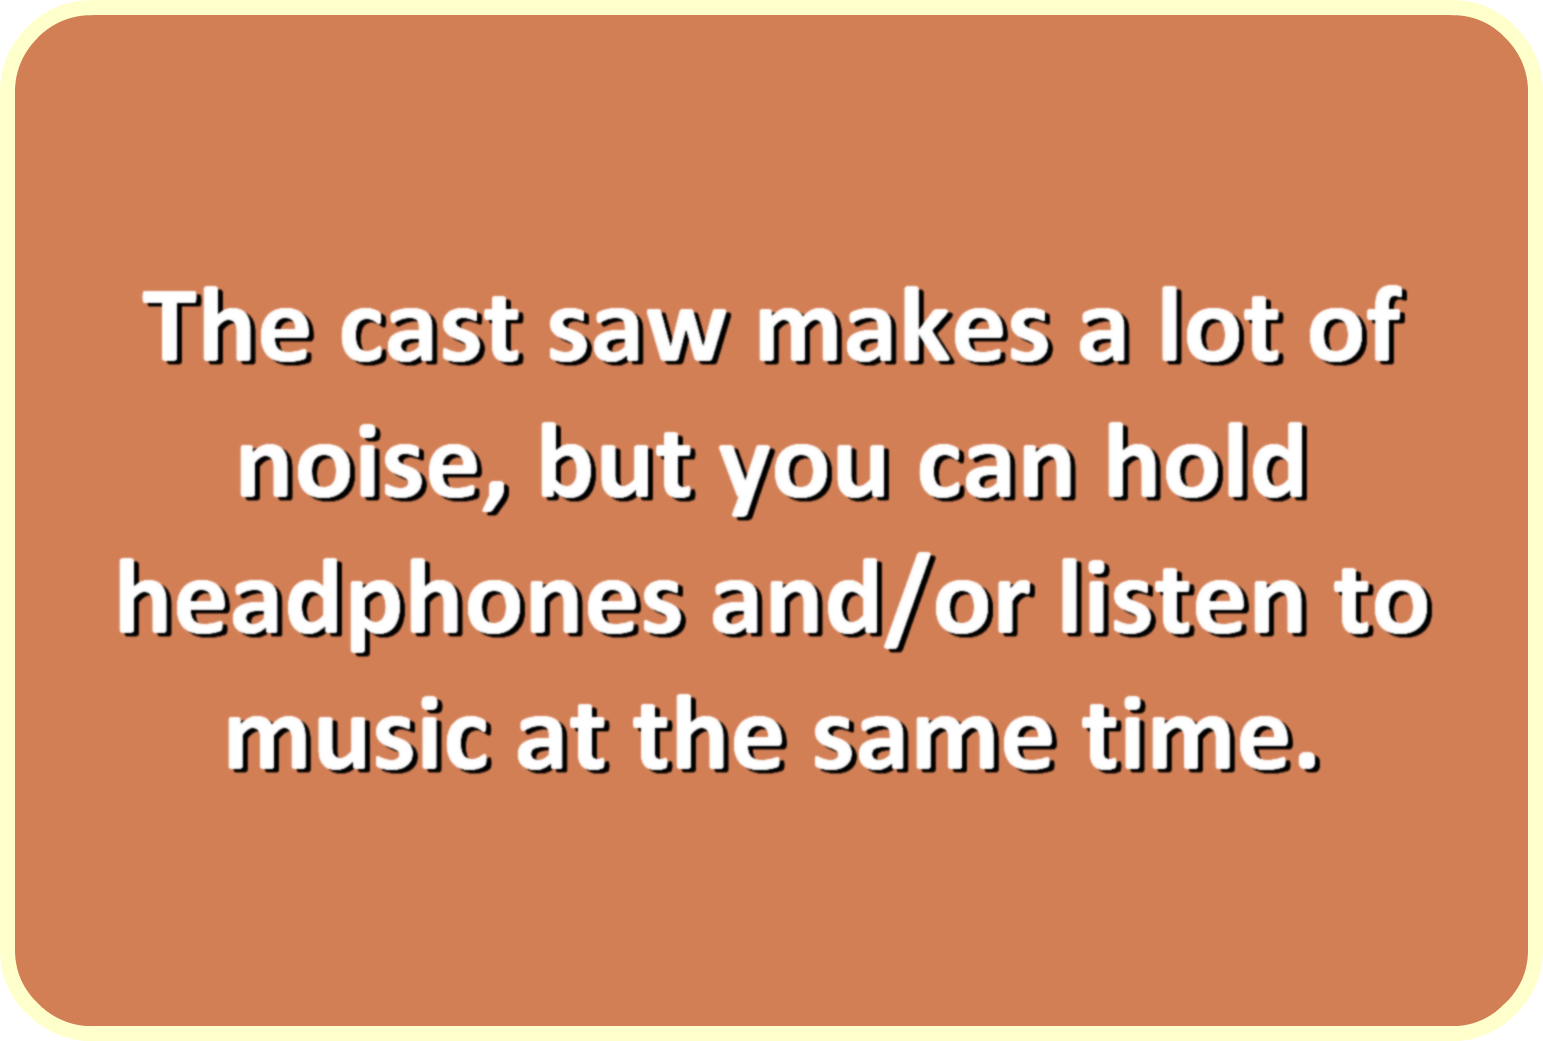 The cast saw makes a lot of
noise, but you can hold
headphones and/or listen to
music at the same time.